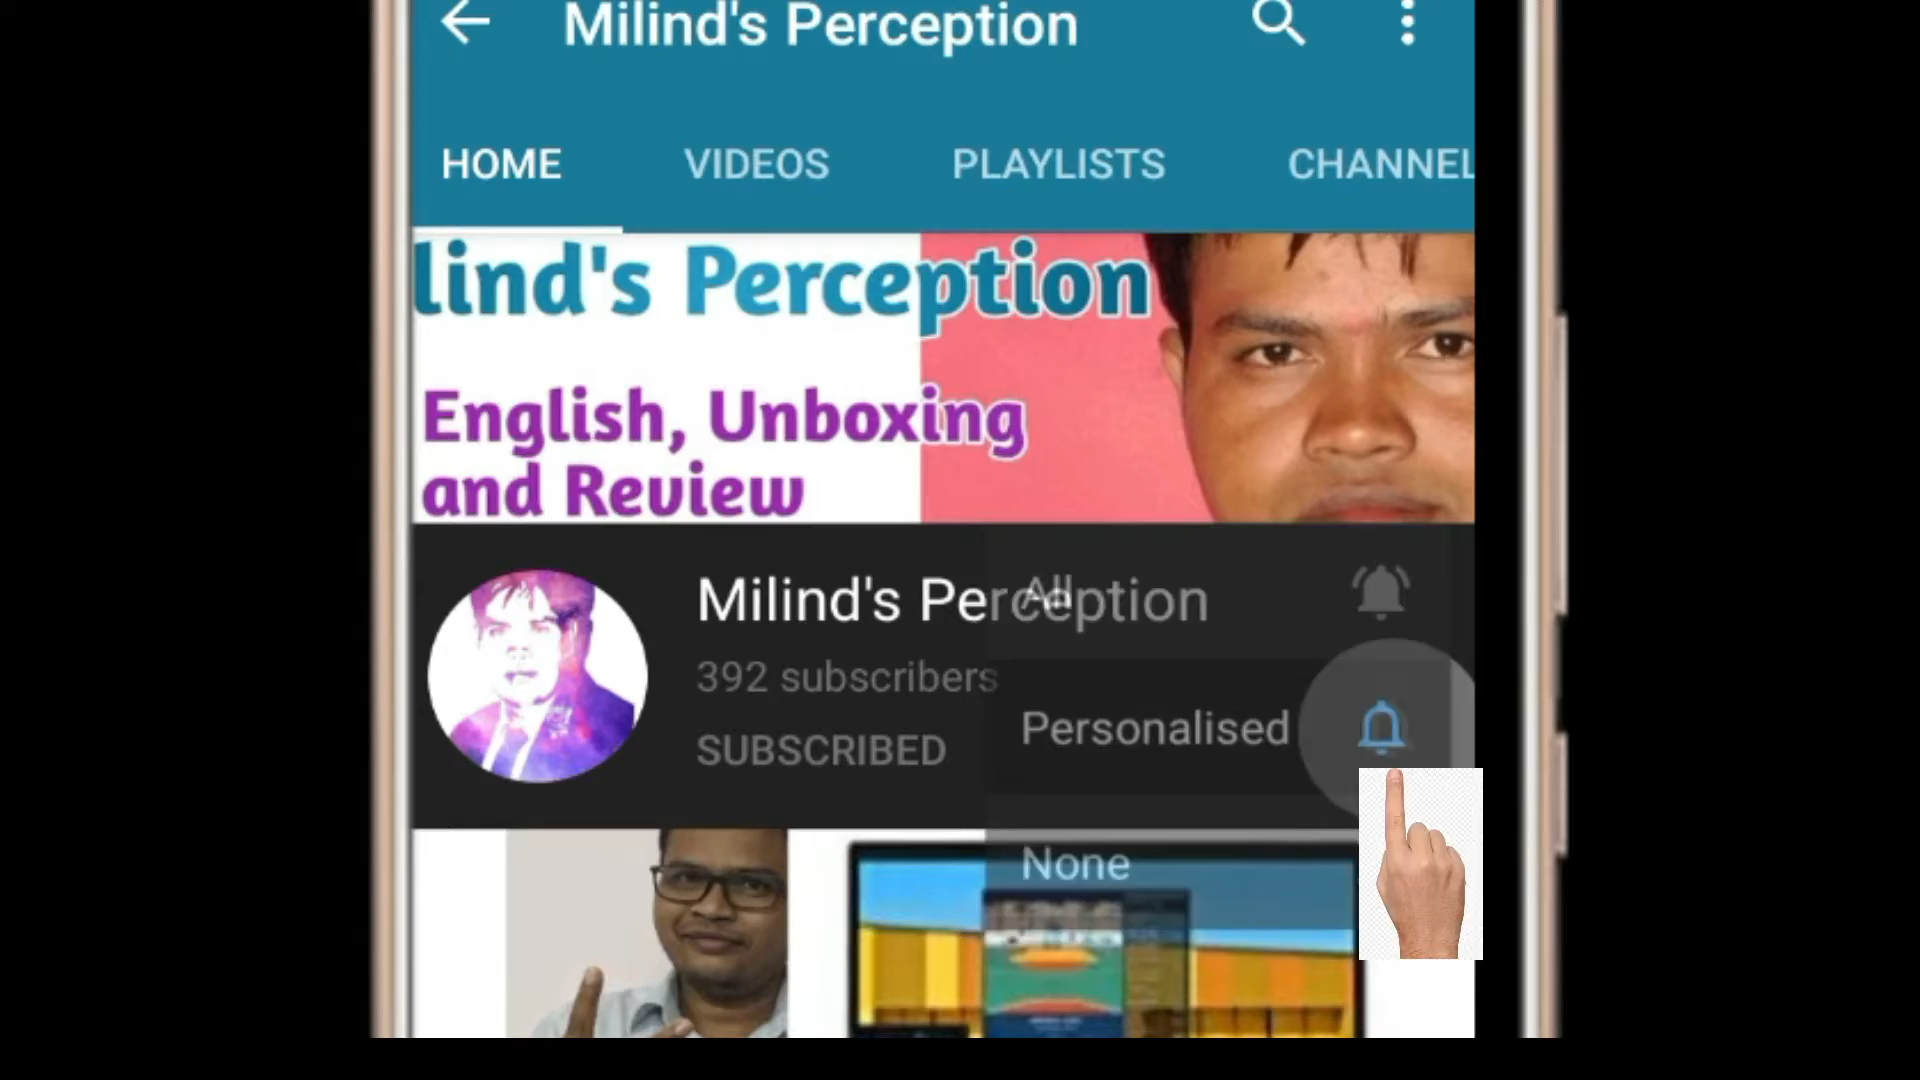 Milind's Perception
HOME VIDEOS PLAYLISTS CHANNEL
lind's Perception
English, Unboxing
and Review
Milind's Perception
All
392 subscribers
Personalised
SUBSCRIBED
None